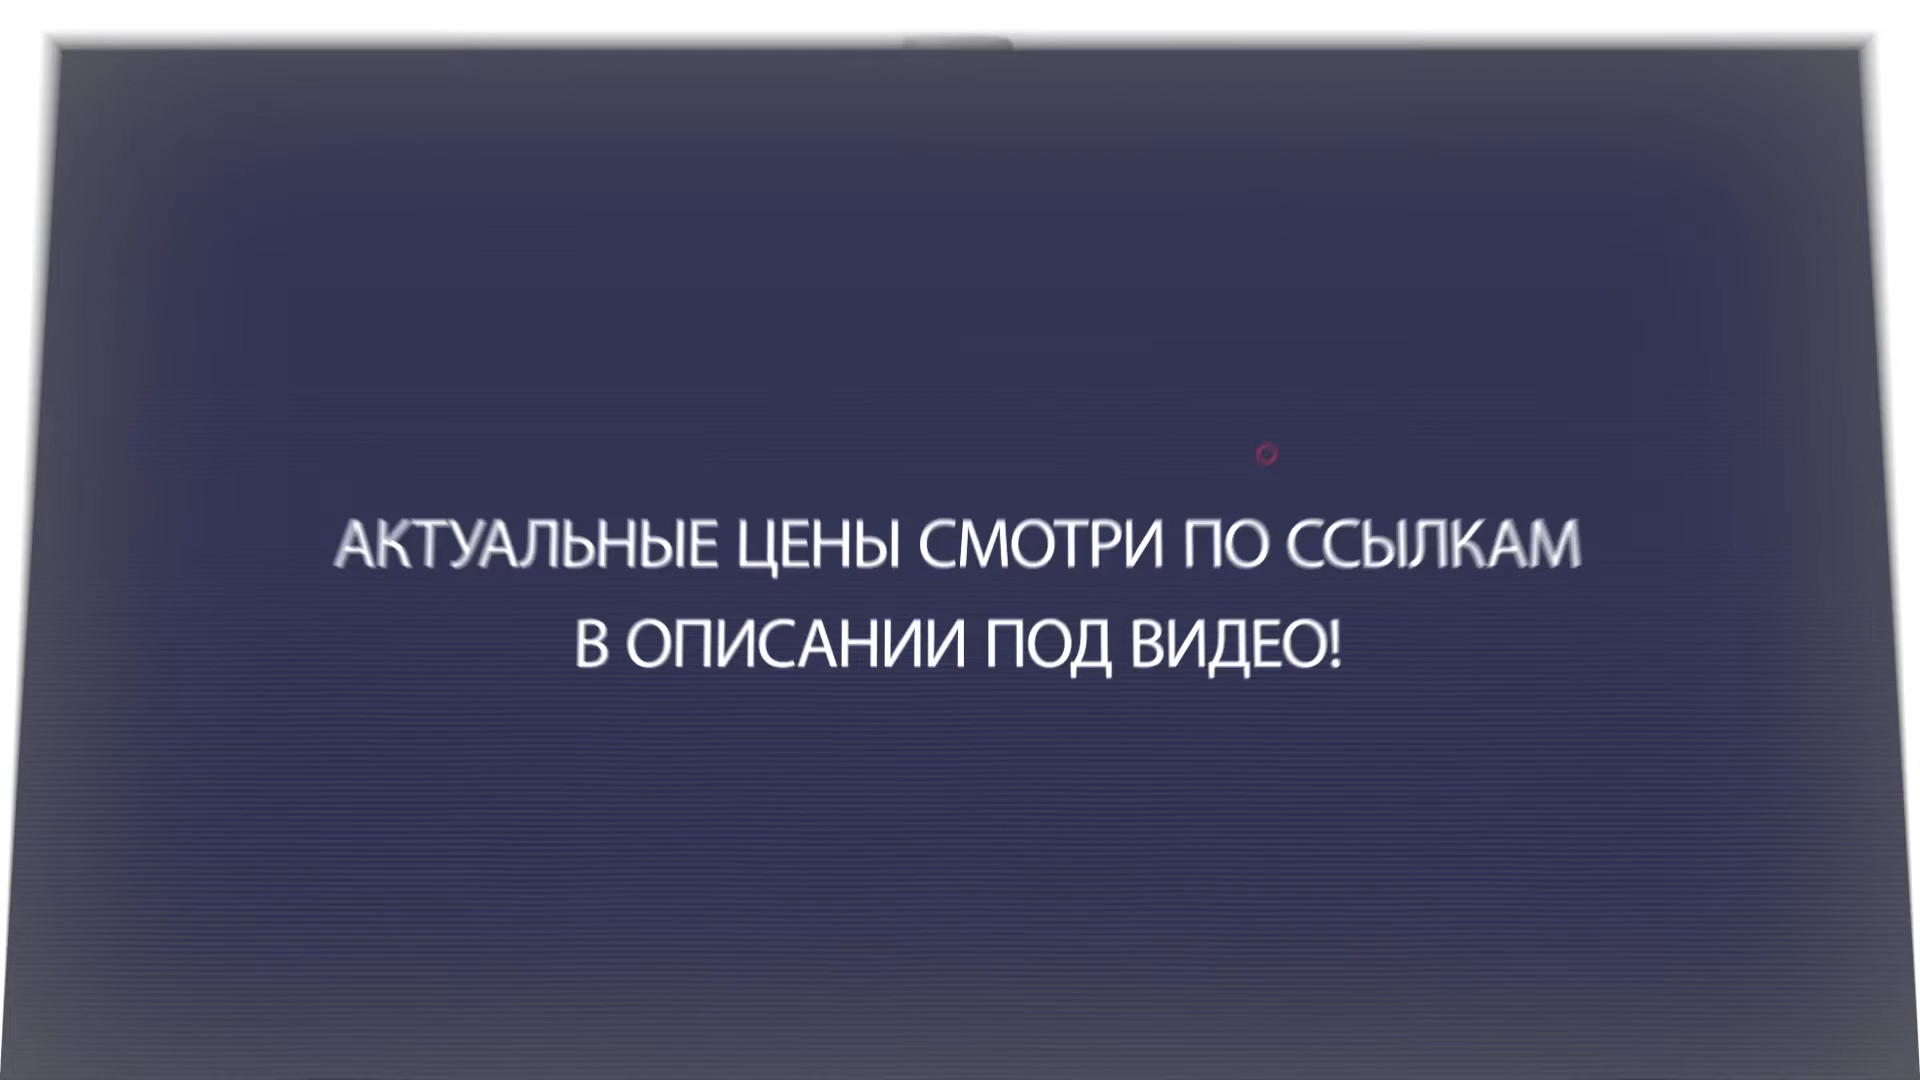 АКТУАЛЬНЫЕ ЦЕНЫ СМОТРИ ПО ССЫЛКАМ
В ОПИСАНИИ ПОД ВИДЕО!